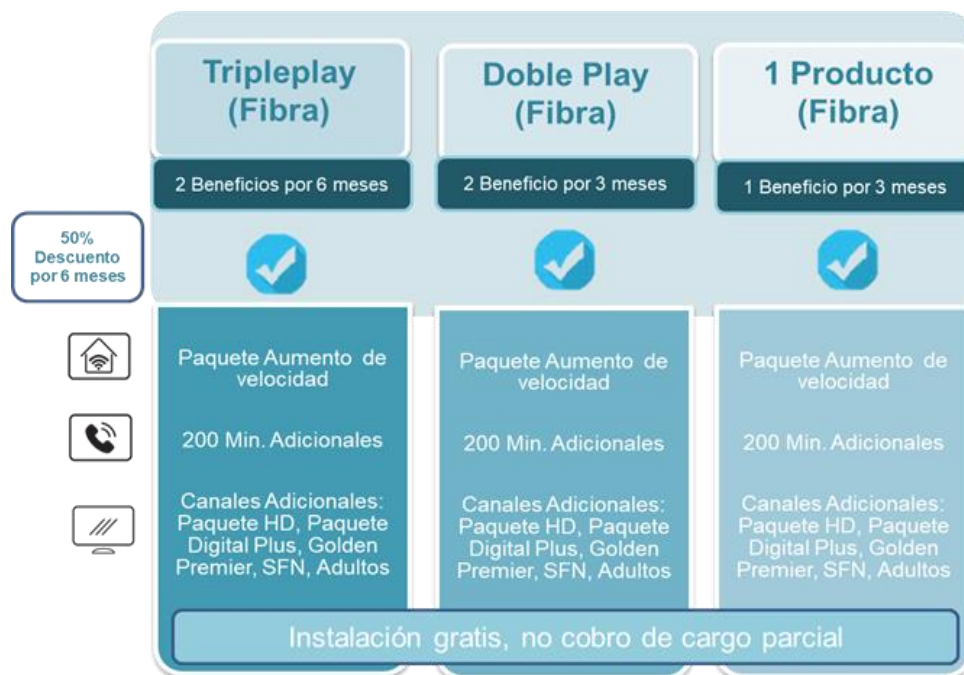 Tripleplay
(Fibra)
2 Beneficios por 6 meses
Doble Play
(Fibra)
2 Beneficio por 3 meses
1 Producto
(Fibra)
1 Beneficio por 3 meses
50%
Descuento
por 6 meses
Paquete Aumento de
velocidad
200 Min. Adicionales
Canales Adicionales:
Paquete HD, Paquete
Digital Plus, Golden
Premier, SFN, Adultos
Paquete Aumento de
velocidad
200 Min. Adicionales
Canales Adicionales:
Paquete HD, Paquete
Digital Plus, Golden
Premier, SFN, Adultos
Paquete Aumento de
velocidad
200 Min. Adicionales
Canales Adicionales:
Paquete HD, Paquete
Digital Plus, Golden
Premier, SFN, Adultos
Instalación gratis, no cobro de cargo parcial